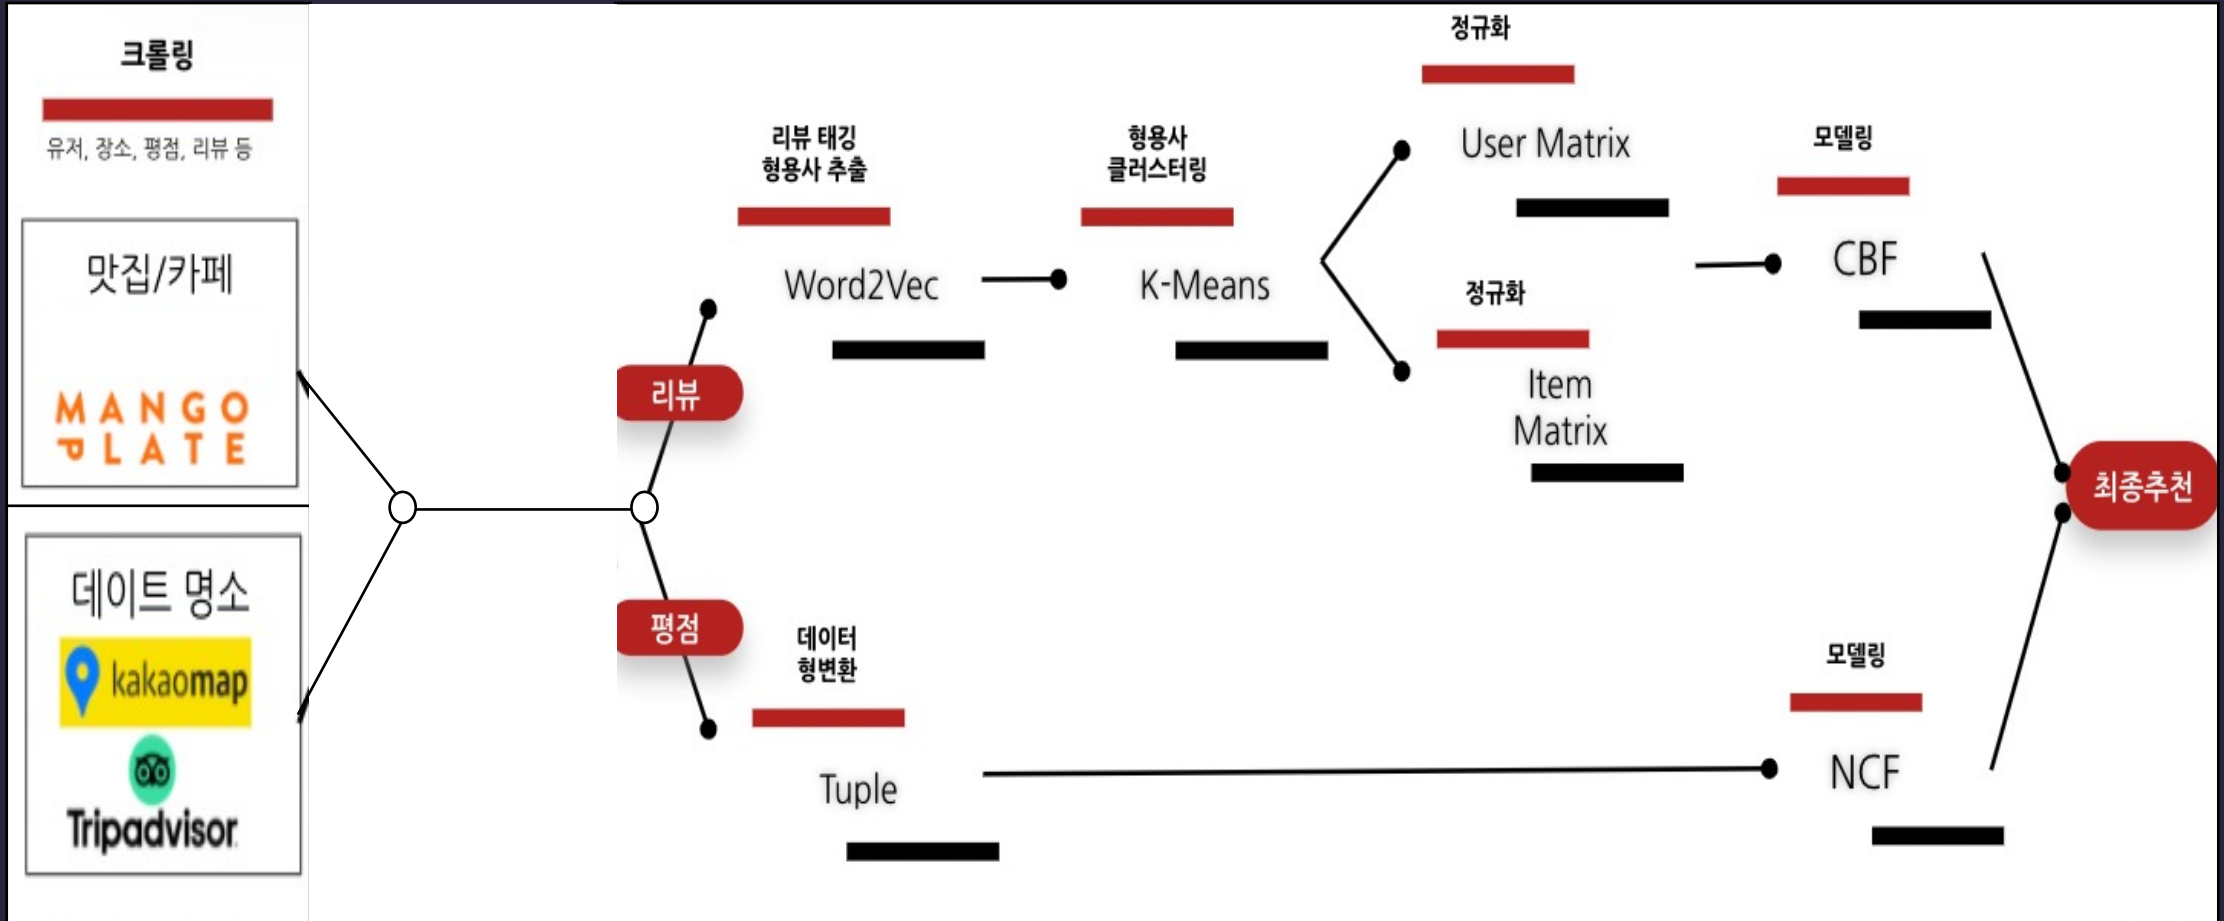 크롤링
유저, 장소, 평점, 리뷰 등
맛집/카페
MANGO
PLATE
데이트 명소
kakaomap
Tripadvisor
리뷰
평점
리뷰 태깅
형용사 추출
Word2Vec
형용사
클러스터링
K-Means
정규화
User Matrix
정규화
Item
Matrix
모델링
CBF
데이터
형변환
Tuple
모델링
NCF
최종추천